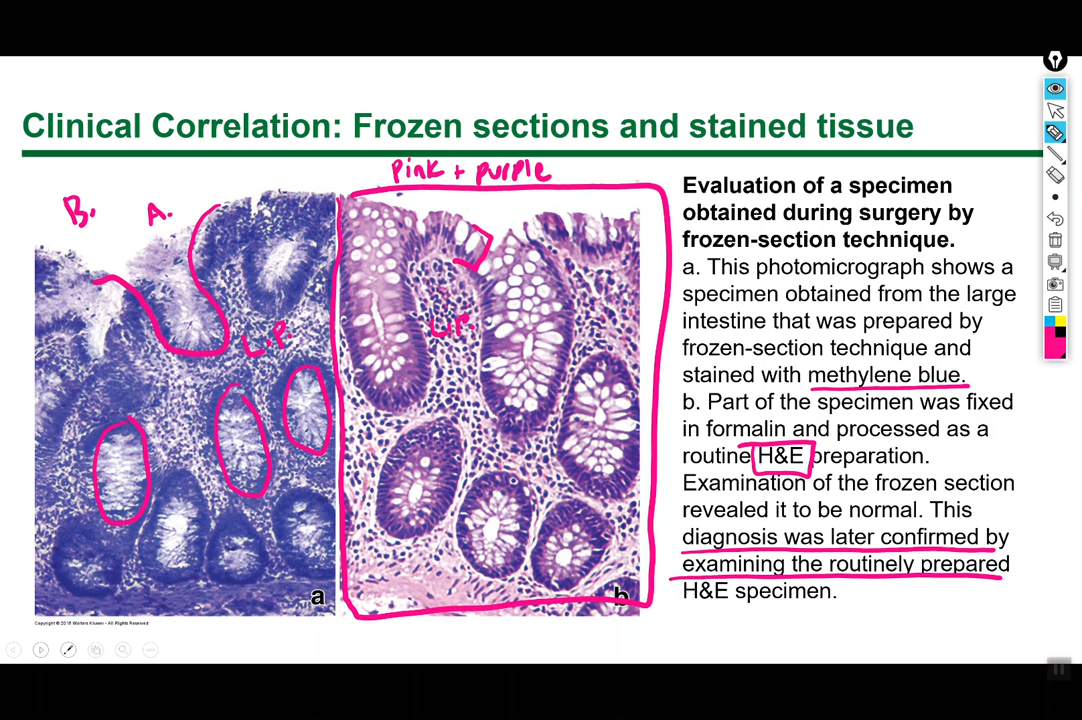 Clinical Correlation: Frozen sections and stained tissue
pink + purple
B.
A.
L.P.
L.P.
a
b
Evaluation of a specimen
obtained during surgery by
frozen-section technique.
a. This photomicrograph shows a
specimen obtained from the large
intestine that was prepared by
frozen-section technique and
stained with methylene blue.
b. Part of the specimen was fixed
in formalin and processed as a
routine H&E preparation.
Examination of the frozen section
revealed it to be normal. This
diagnosis was later confirmed by
examining the routinely prepared
H&E specimen.
Copyright © 2016 Wolters Kluwer - All Rights Reserved